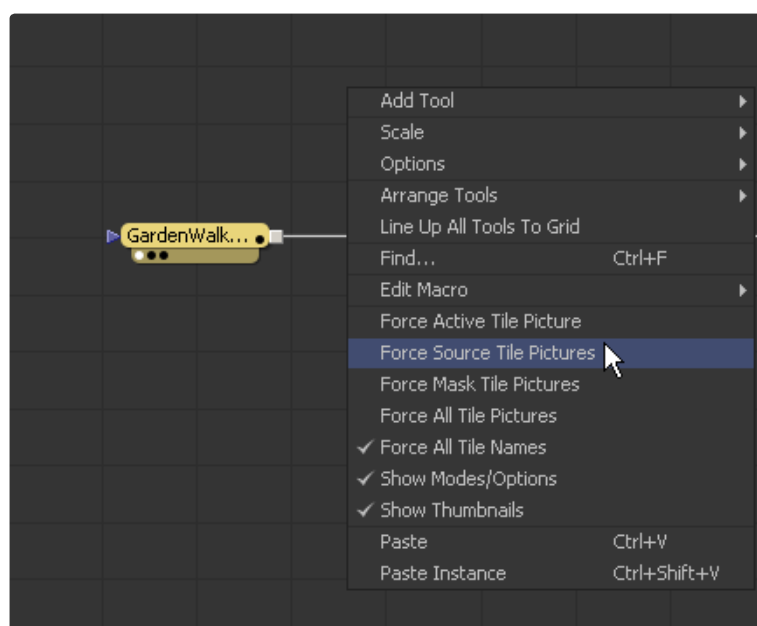 Add Tool
Scale
Options
Arrange Tools
Line Up All Tools To Grid
GardenWalk...
Find... Ctrl+F
Edit Macro
Force Active Tile Picture
Force Source Tile Pictures
Force Mask Tile Pictures
Force All Tile Pictures
Force All Tile Names
Show Modes/Options
Show Thumbnails
Paste Ctrl+V
Paste Instance Ctrl+Shift+V